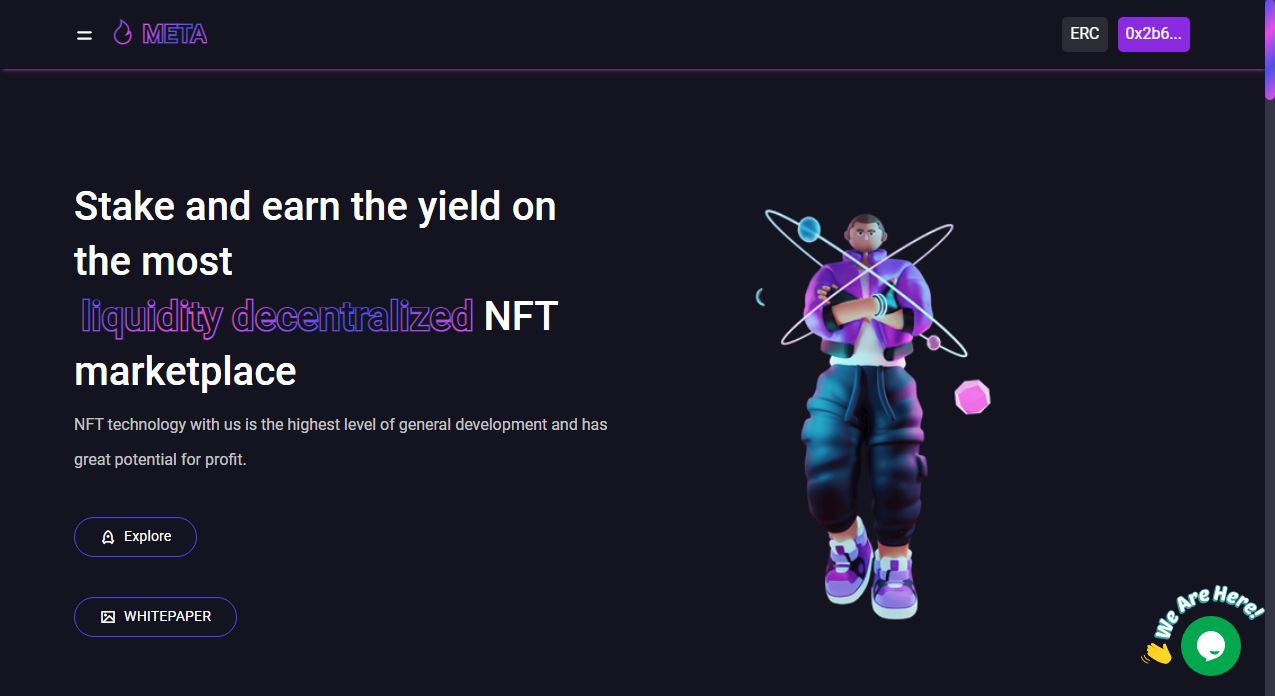 META
ERC
0x2b6...
Stake and earn the yield on
the most
liquidity decentralized NFT
marketplace
NFT technology with us is the highest level of general development and has
great potential for profit.
Explore
WHITEPAPER
We Are Here!